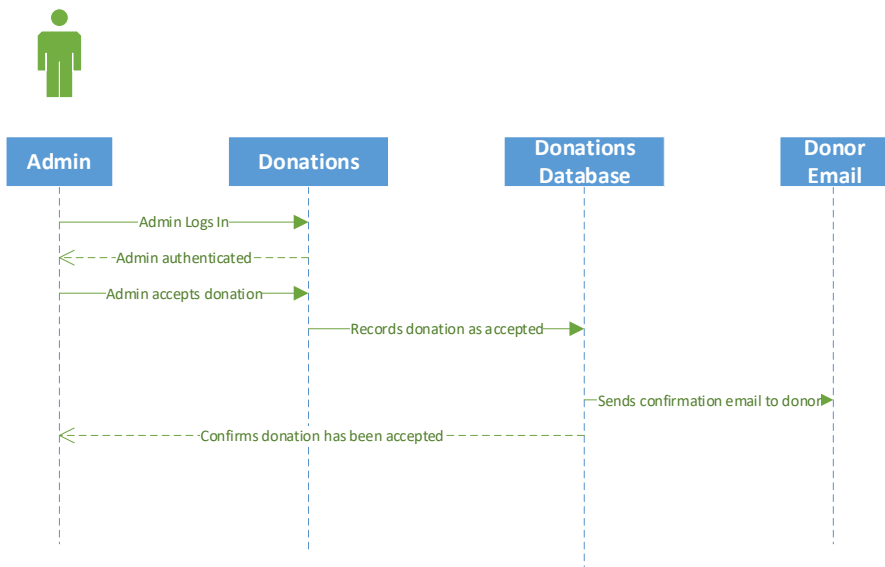 Admin
Donations
Donations
Database
Donor
Email
Admin Logs In
Admin authenticated
Admin accepts donation
Records donation as accepted
Sends confirmation email to donor
Confirms donation has been accepted